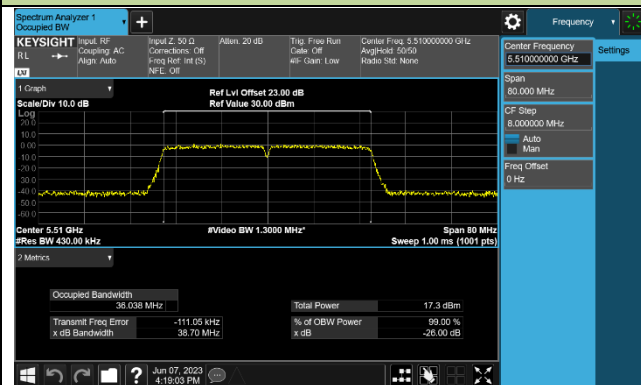 Spectrum Analyzer 1
Occupied BW
Frequency
KEYSIGHT
RL
LXI
Input: RF
Coupling: AC
Align: Auto
Input Z: 50 Ω
Corrections: Off
Freq Ref: Int (S)
NFE: Off
Atten: 20 dB
Trig: Free Run
Gate: Off
#IF Gain: Low
Center Freq: 5.510000000 GHz
Avg|Hold: 50/50
Radio Std: None
Center Frequency
5.510000000 GHz
Settings
Span
80.000 MHz
CF Step
8.000000 MHz
Auto
Man
Freq Offset
0 Hz
1 Graph
Scale/Div 10.0 dB
Ref Lvl Offset 23.00 dB
Ref Value 30.00 dBm
Log
20.0
10.0
0.00
-10.0
-20.0
-30.0
-40.0
-50.0
-60.0
Center 5.51 GHz
#Res BW 430.00 kHz
#Video BW 1.3000 MHz*
Span 80 MHz
Sweep 1.00 ms (1001 pts)
2 Metrics
Occupied Bandwidth
36.038 MHz
Total Power
17.3 dBm
Transmit Freq Error
-111.05 kHz
% of OBW Power
99.00 %
x dB Bandwidth
38.70 MHz
x dB
-26.00 dB
Jun 07, 2023
4:19:03 PM